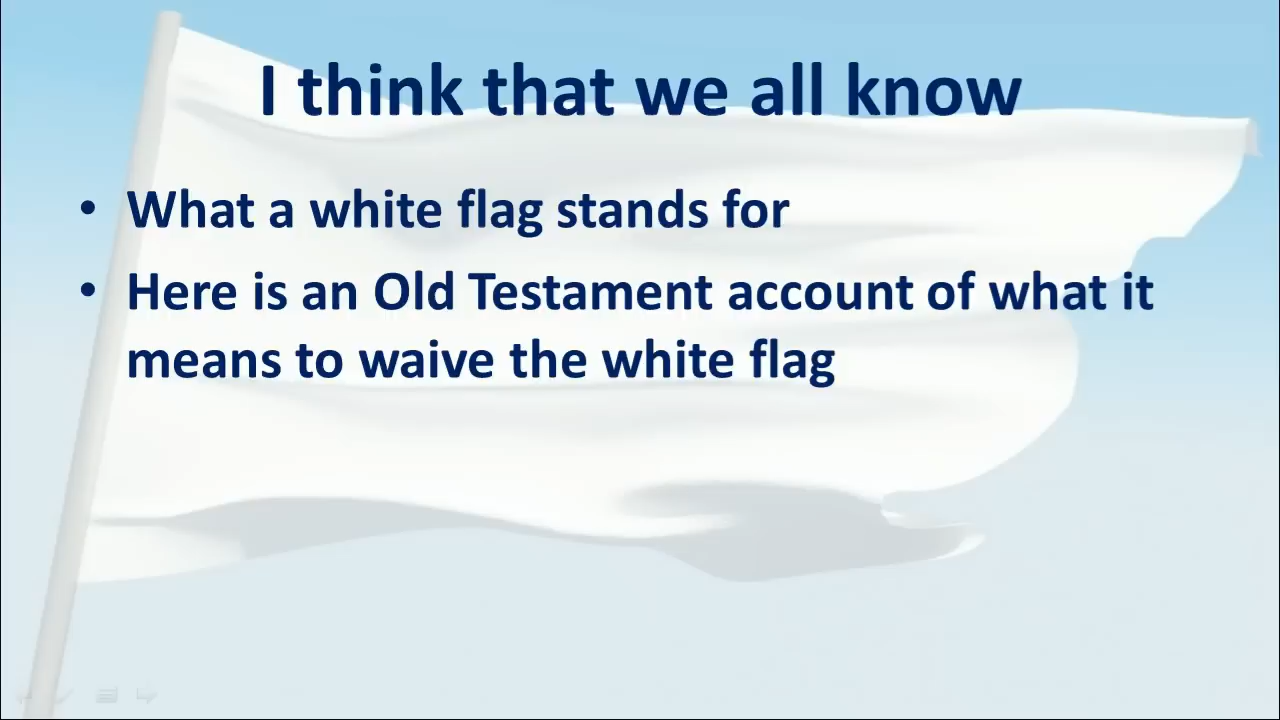 I think that we all know
• What a white flag stands for
• Here is an Old Testament account of what it
means to waive the white flag